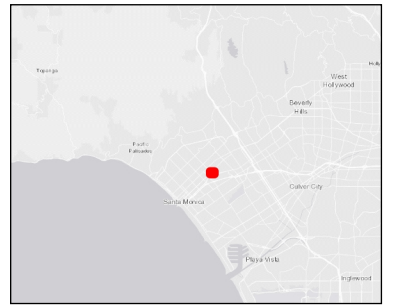 Topanga
West
Hollywood
Beverly
Hills
Pacific
Palisades
Culver City
Santa Monica
Playa Vista
Inglewood